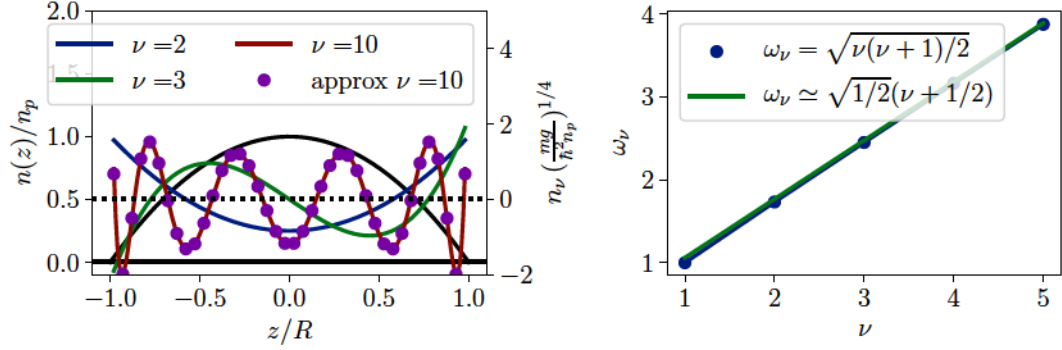 2.0
1.5
1.0
0.5
0.0
n(z)/n_p
ν =2
ν =3
ν =10
approx ν =10
4
2
0
−2
n_ν (mg/ħ²n_p)^{1/4}
−1.0 −0.5 0.0 0.5 1.0
z/R
4
3
2
1
ω_ν
ω_ν = √(ν(ν + 1)/2)
ω_ν ≃ √(1/2)(ν + 1/2)
1 2 3 4 5
ν